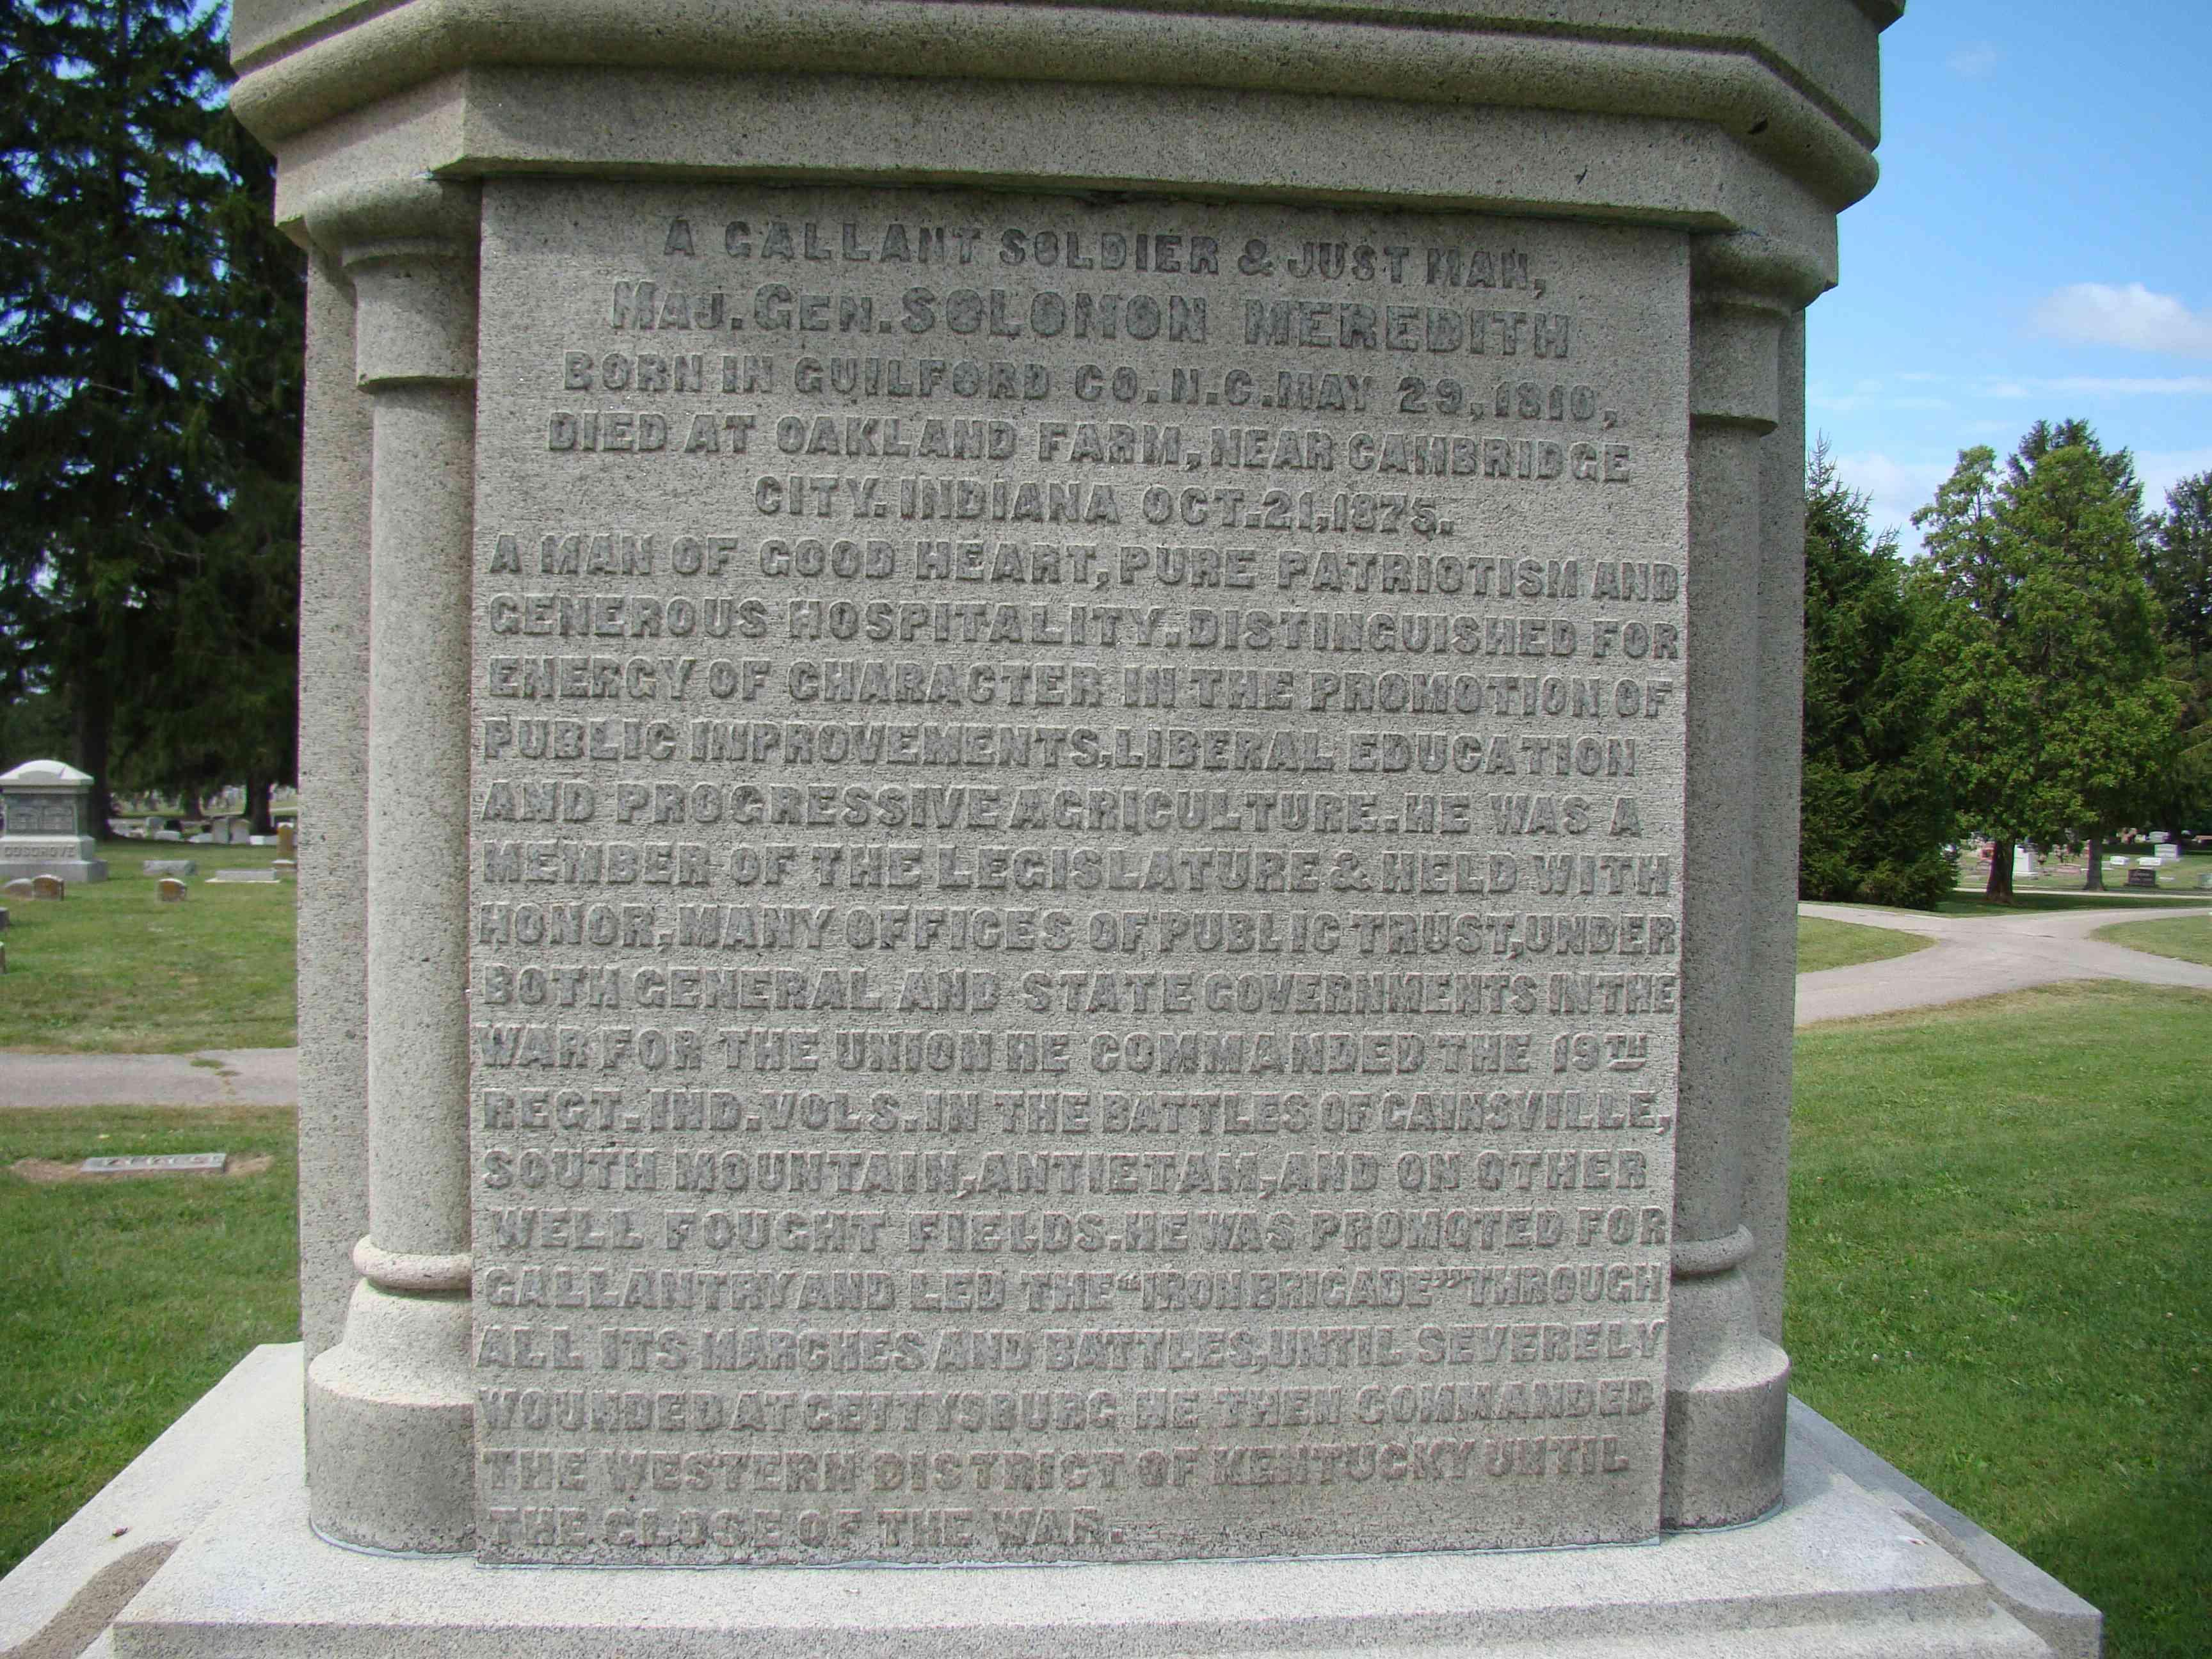 A GALLANT SOLDIER & JUST MAN,
MAJ. GEN. SOLOMON MEREDITH
BORN IN GUILFORD CO. N.C. MAY 29, 1810,
DIED AT OAKLAND FARM, NEAR CAMBRIDGE
CITY. INDIANA OCT. 21, 1875.
A MAN OF GOOD HEART, PURE PATRIOTISM AND
GENEROUS HOSPITALITY. DISTINGUISHED FOR
ENERGY OF CHARACTER IN THE PROMOTION OF
PUBLIC IMPROVEMENTS, LIBERAL EDUCATION
AND PROGRESSIVE AGRICULTURE. HE WAS A
MEMBER OF THE LEGISLATURE & HELD WITH
HONOR, MANY OFFICES OF PUBLIC TRUST, UNDER
BOTH GENERAL AND STATE GOVERNMENTS IN THE
WAR FOR THE UNION HE COMMANDED THE 19TH
REGT. IND. VOLS. IN THE BATTLES OF GAINSVILLE,
SOUTH MOUNTAIN, ANTIETAM, AND ON OTHER
WELL FOUGHT FIELDS. HE WAS PROMOTED FOR
GALLANTRY AND LED THE "IRON BRIGADE" THROUGH
ALL ITS MARCHES AND BATTLES, UNTIL SEVERELY
WOUNDED AT GETTYSBURG HE THEN COMMANDED
THE WESTERN DISTRICT OF KENTUCKY UNTIL
THE CLOSE OF THE WAR.
COSGROVE